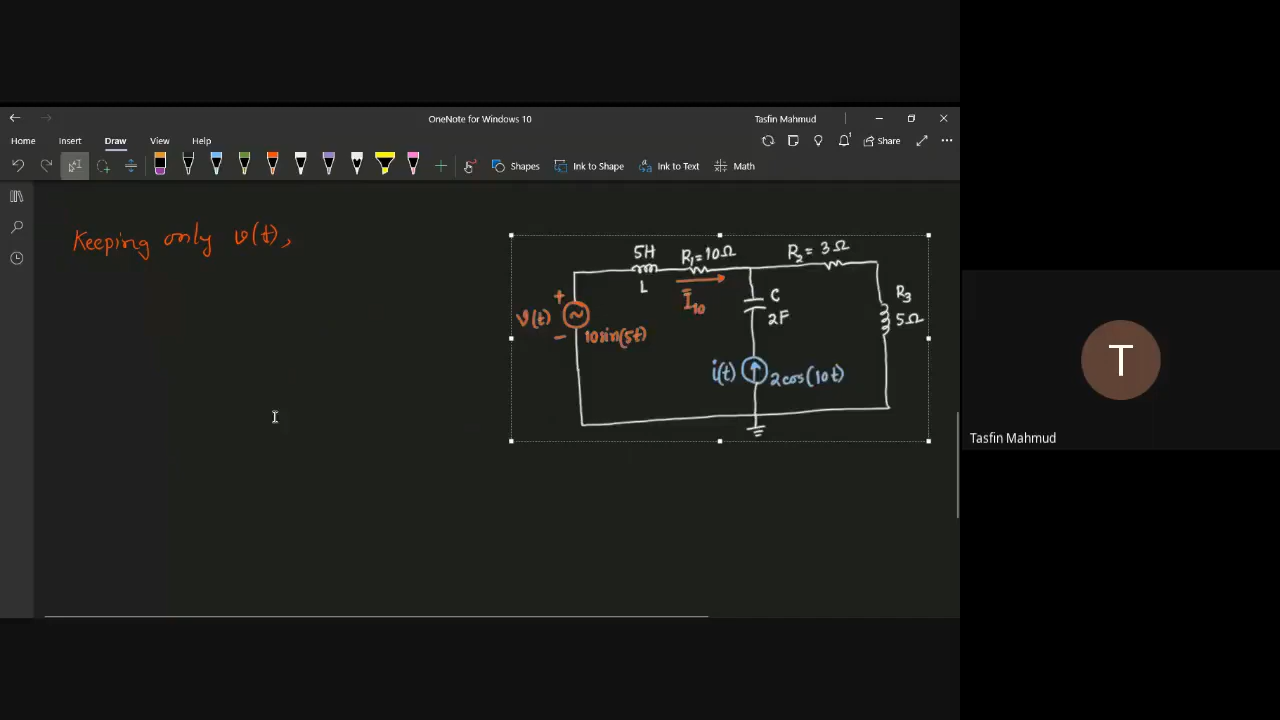 OneNote for Windows 10
Tasfin Mahmud
Home Insert Draw View Help
Share
Shapes Ink to Shape Ink to Text Math
Keeping only v(t),
5H
L
R₁=10Ω
R₂ = 3Ω
I̅₁₀
C
2F
R₃
5Ω
+
v(t)
−
10sin(5t)
i(t)
2cos(10t)
T
Tasfin Mahmud